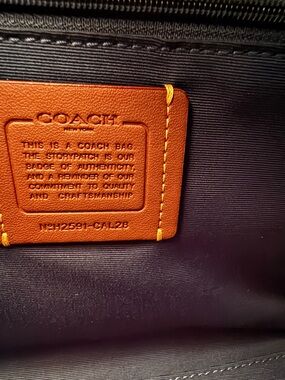 COACH
NEW YORK
THIS IS A COACH BAG
THE STORYPATCH IS OUR
BADGE OF AUTHENTICITY,
AND A REMINDER OF OUR
COMMITMENT TO QUALITY
AND CRAFTSMANSHIP
NºH2591-CAL28